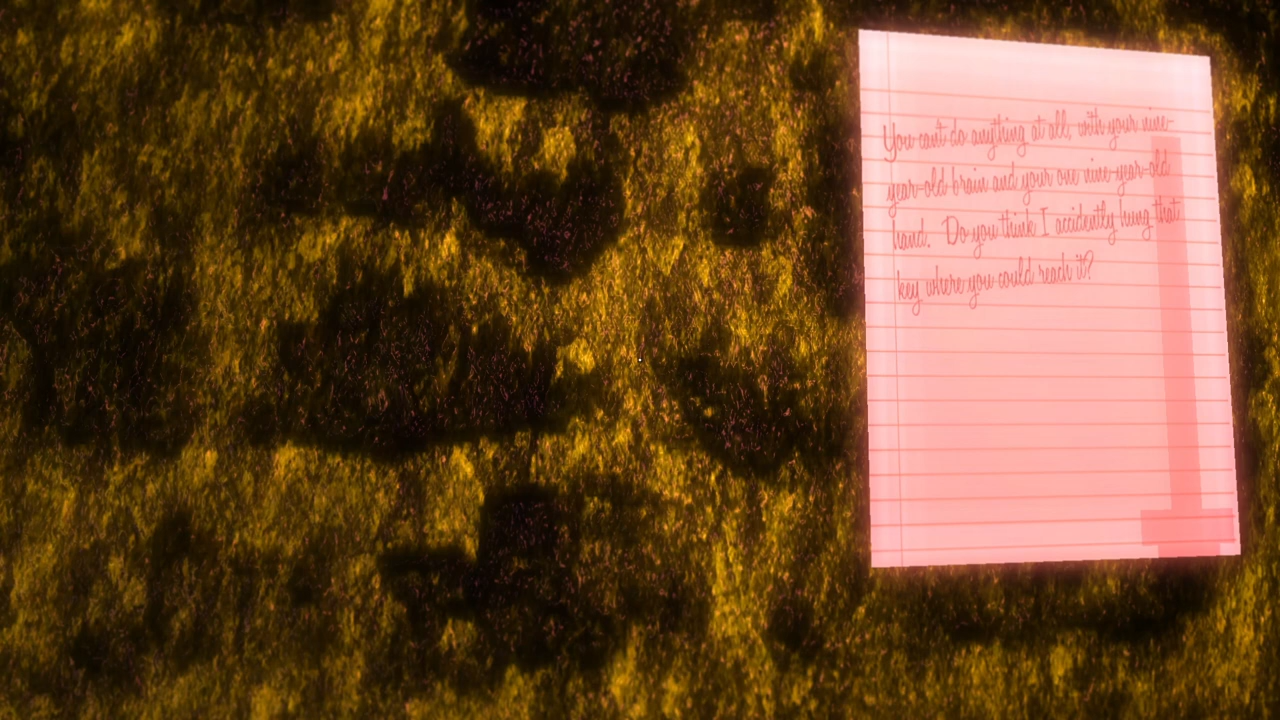 You can't do anything at all, with your nine-
year-old brain and your one nine-year-old
hand. Do you think I accidently hung that
key where you could reach it?